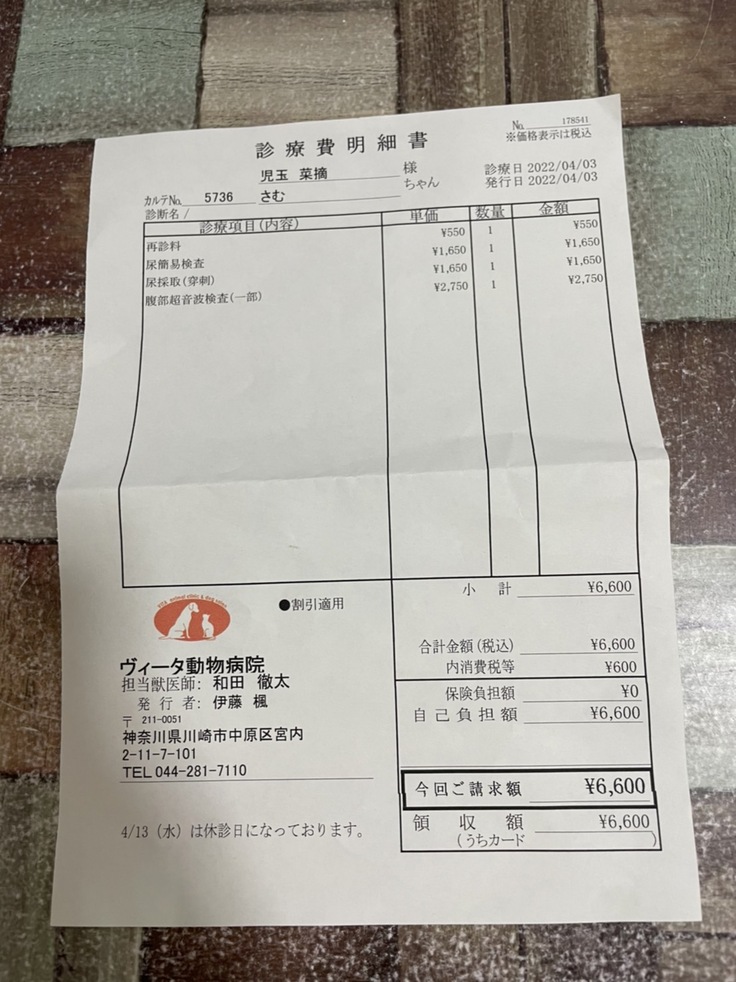 診療費明細書
No. 178541
※価格表示は税込
児玉 菜摘 様
診療日 2022/04/03
カルテNo. 5736 さむ ちゃん
発行日 2022/04/03
診断名 /
診療項目(内容) 単価 数量 金額
再診料 ¥550 1 ¥550
尿簡易検査 ¥1,650 1 ¥1,650
尿採取(穿刺) ¥1,650 1 ¥1,650
腹部超音波検査(一部) ¥2,750 1 ¥2,750
小計 ¥6,600
●割引適用
合計金額(税込) ¥6,600
内消費税等 ¥600
保険負担額 ¥0
自己負担額 ¥6,600
今回ご請求額 ¥6,600
領収額 ¥6,600
(うちカード )
ヴィータ動物病院
担当獣医師: 和田 徹太
発行者: 伊藤 楓
〒 211-0051
神奈川県川崎市中原区宮内
2-11-7-101
TEL 044-281-7110
4/13（水）は休診日になっております。